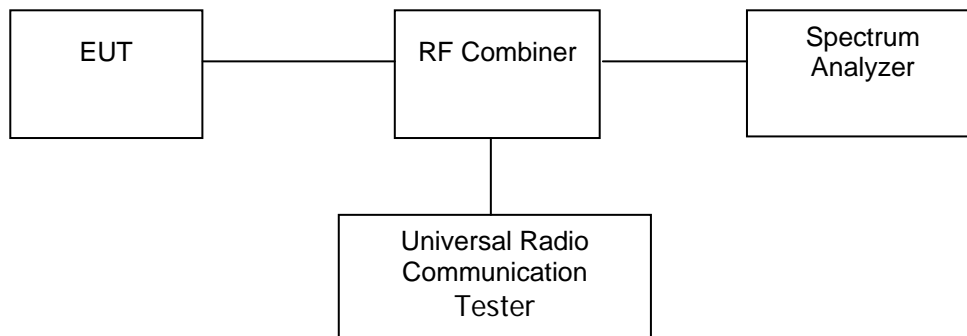 EUT
RF Combiner
Spectrum
Analyzer
Universal Radio
Communication
Tester